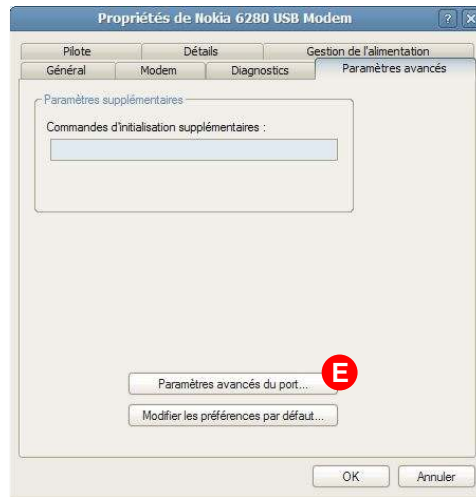 Propriétés de Nokia 6280 USB Modem
Pilote Détails Gestion de l'alimentation
Général Modem Diagnostics Paramètres avancés
Paramètres supplémentaires
Commandes d'initialisation supplémentaires :
Paramètres avancés du port...
E
Modifier les préférences par défaut...
OK Annuler